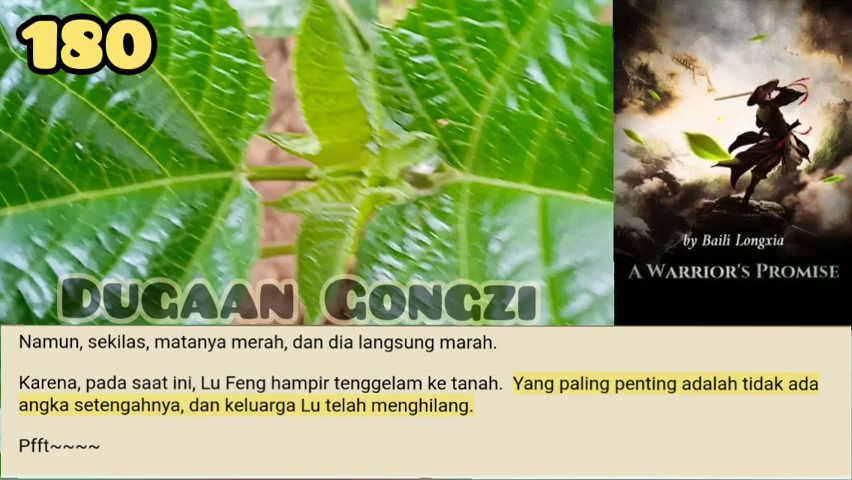 180
by Baili Longxia
A WARRIOR'S PROMISE
DUGAAN GONGZI
Namun, sekilas, matanya merah, dan dia langsung marah.
Karena, pada saat ini, Lu Feng hampir tenggelam ke tanah. Yang paling penting adalah tidak ada
angka setengahnya, dan keluarga Lu telah menghilang.
Pfft~~~~